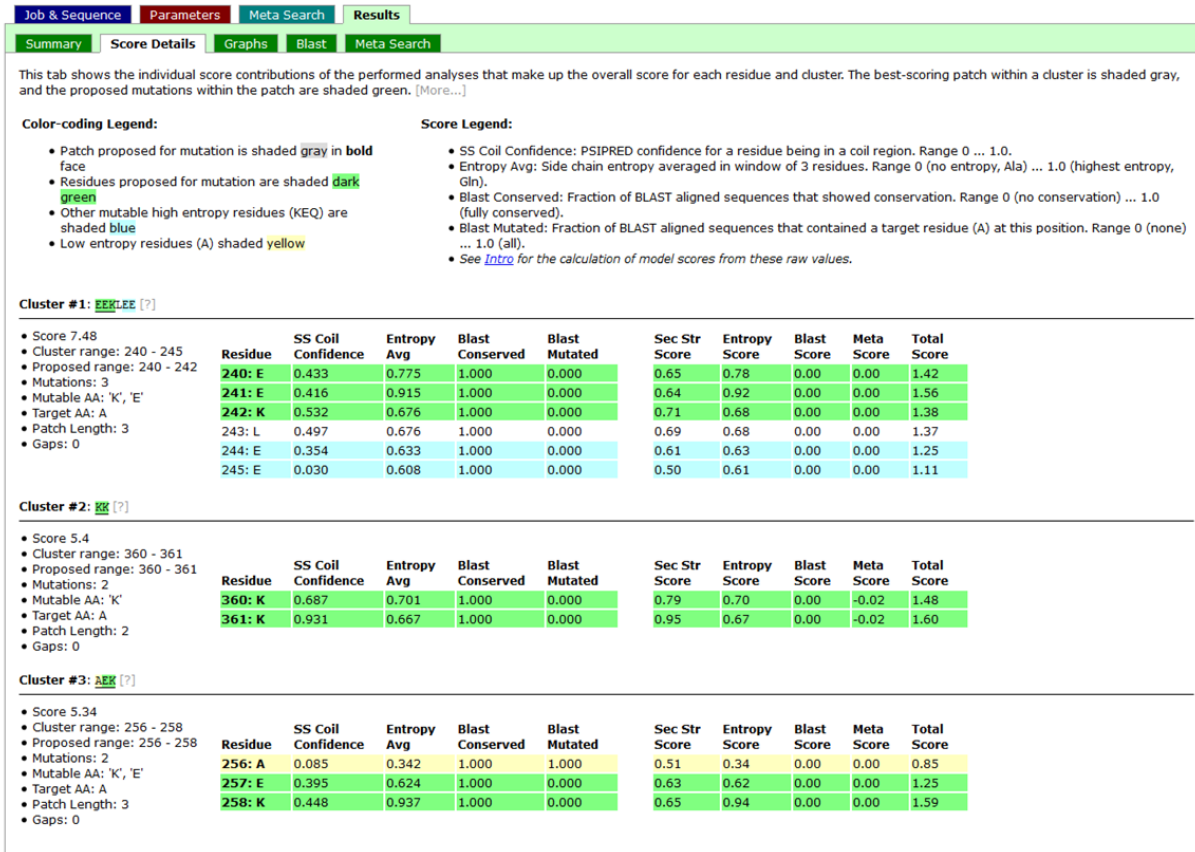 Job & Sequence Parameters Meta Search Results
Summary Score Details Graphs Blast Meta Search
This tab shows the individual score contributions of the performed analyses that make up the overall score for each residue and cluster. The best-scoring patch within a cluster is shaded gray,
and the proposed mutations within the patch are shaded green. [More...]
Color-coding Legend:
• Patch proposed for mutation is shaded gray in bold
face
• Residues proposed for mutation are shaded dark
green
• Other mutable high entropy residues (KEQ) are
shaded blue
• Low entropy residues (A) shaded yellow
Score Legend:
• SS Coil Confidence: PSIPRED confidence for a residue being in a coil region. Range 0 ... 1.0.
• Entropy Avg: Side chain entropy averaged in window of 3 residues. Range 0 (no entropy, Ala) ... 1.0 (highest entropy,
Gln).
• Blast Conserved: Fraction of BLAST aligned sequences that showed conservation. Range 0 (no conservation) ... 1.0
(fully conserved).
• Blast Mutated: Fraction of BLAST aligned sequences that contained a target residue (A) at this position. Range 0 (none)
... 1.0 (all).
• See Intro for the calculation of model scores from these raw values.
Cluster #1: EEKLEE [?]
• Score 7.48
• Cluster range: 240 - 245
• Proposed range: 240 - 242
• Mutations: 3
• Mutable AA: 'K', 'E'
• Target AA: A
• Patch Length: 3
• Gaps: 0
SS Coil Entropy Blast Blast Sec Str Entropy Blast Meta Total
Residue Confidence Avg Conserved Mutated Score Score Score Score Score
240: E 0.433 0.775 1.000 0.000 0.65 0.78 0.00 0.00 1.42
241: E 0.416 0.915 1.000 0.000 0.64 0.92 0.00 0.00 1.56
242: K 0.532 0.676 1.000 0.000 0.71 0.68 0.00 0.00 1.38
243: L 0.497 0.676 1.000 0.000 0.69 0.68 0.00 0.00 1.37
244: E 0.354 0.633 1.000 0.000 0.61 0.63 0.00 0.00 1.25
245: E 0.030 0.608 1.000 0.000 0.50 0.61 0.00 0.00 1.11
Cluster #2: KK [?]
• Score 5.4
• Cluster range: 360 - 361
• Proposed range: 360 - 361
• Mutations: 2
• Mutable AA: 'K'
• Target AA: A
• Patch Length: 2
• Gaps: 0
SS Coil Entropy Blast Blast Sec Str Entropy Blast Meta Total
Residue Confidence Avg Conserved Mutated Score Score Score Score Score
360: K 0.687 0.701 1.000 0.000 0.79 0.70 0.00 -0.02 1.48
361: K 0.931 0.667 1.000 0.000 0.95 0.67 0.00 -0.02 1.60
Cluster #3: AEK [?]
• Score 5.34
• Cluster range: 256 - 258
• Proposed range: 256 - 258
• Mutations: 2
• Mutable AA: 'K', 'E'
• Target AA: A
• Patch Length: 3
• Gaps: 0
SS Coil Entropy Blast Blast Sec Str Entropy Blast Meta Total
Residue Confidence Avg Conserved Mutated Score Score Score Score Score
256: A 0.085 0.342 1.000 1.000 0.51 0.34 0.00 0.00 0.85
257: E 0.395 0.624 1.000 0.000 0.63 0.62 0.00 0.00 1.25
258: K 0.448 0.937 1.000 0.000 0.65 0.94 0.00 0.00 1.59